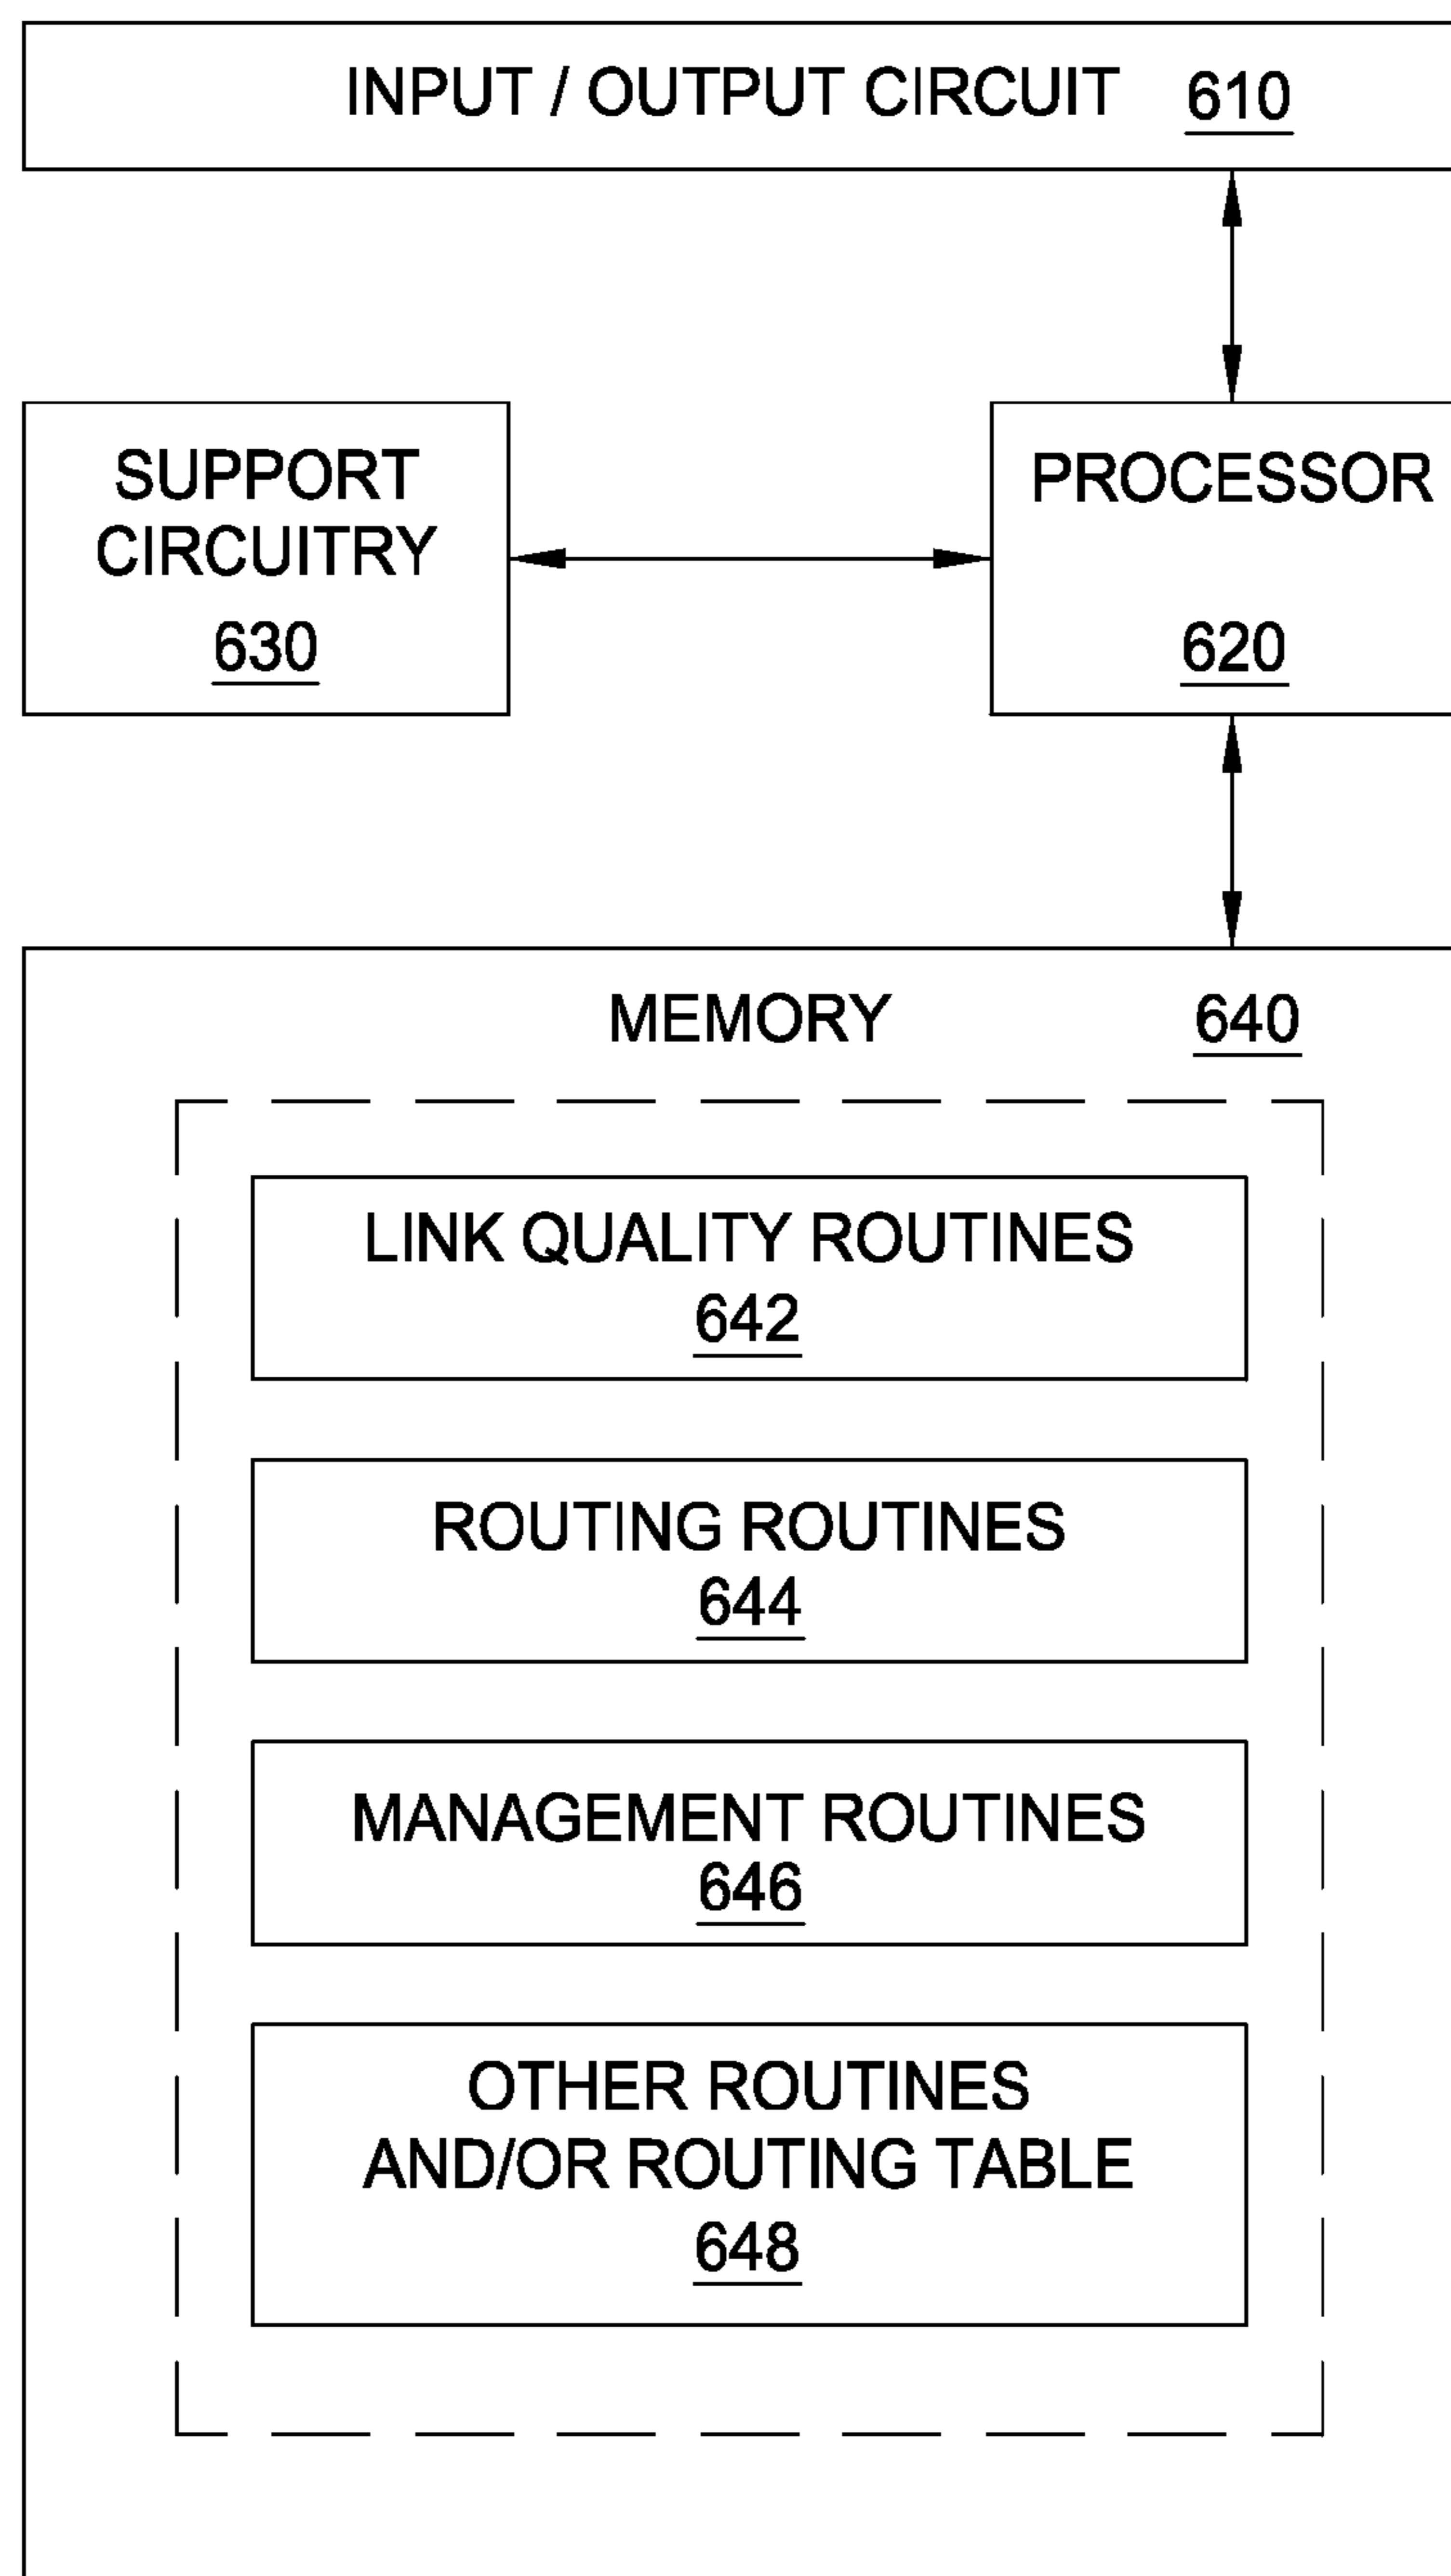 INPUT / OUTPUT CIRCUIT 610
SUPPORT
CIRCUITRY
630
PROCESSOR
620
MEMORY 640
LINK QUALITY ROUTINES
642
ROUTING ROUTINES
644
MANAGEMENT ROUTINES
646
OTHER ROUTINES
AND/OR ROUTING TABLE
648